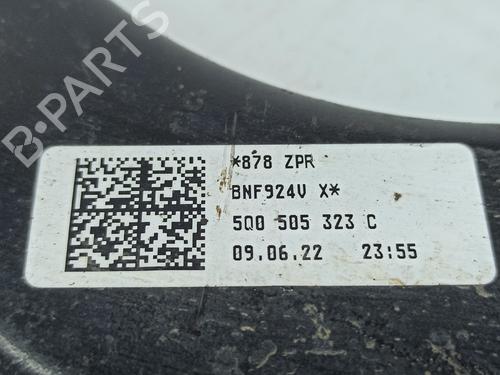 B-PARTS
*878 ZPR
BNF924V X*
5Q0 505 323 C
09.06.22 23:55